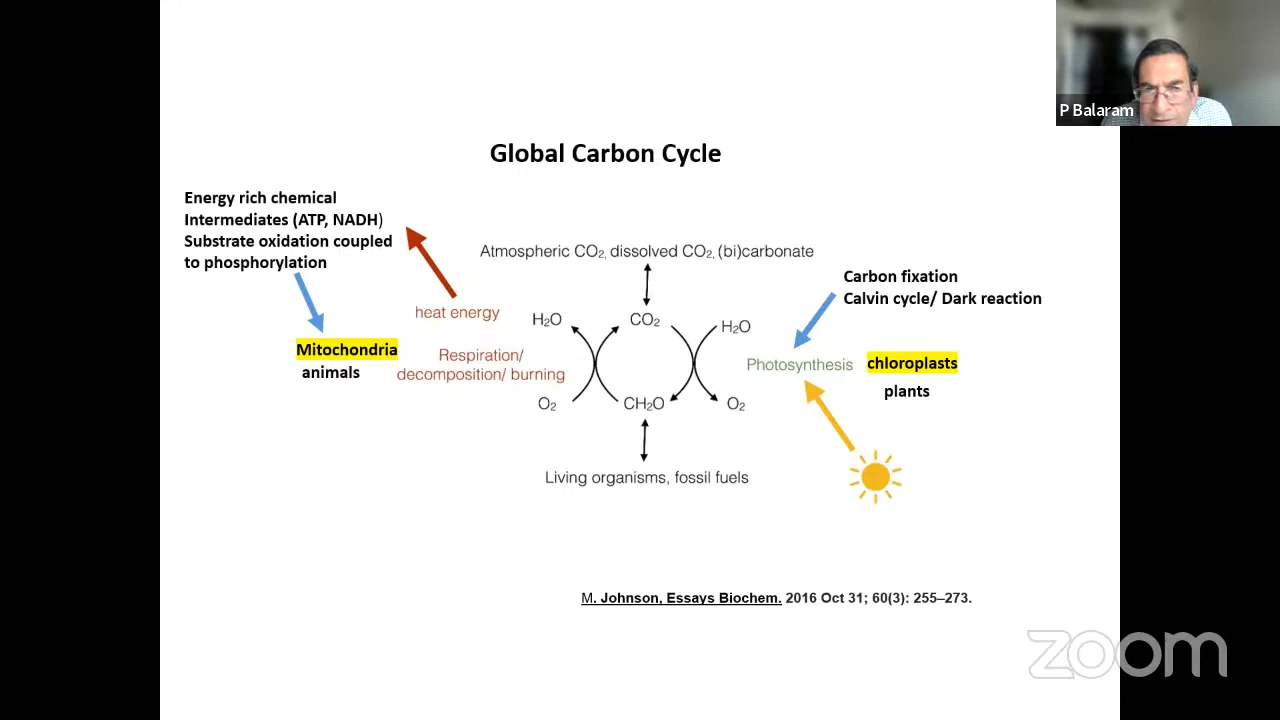 P Balaram
Global Carbon Cycle
Energy rich chemical
Intermediates (ATP, NADH)
Substrate oxidation coupled
to phosphorylation
Atmospheric CO₂, dissolved CO₂, (bi)carbonate
Carbon fixation
Calvin cycle/ Dark reaction
heat energy
H₂O
CO₂
H₂O
Mitochondria
animals
Respiration/
decomposition/ burning
Photosynthesis
chloroplasts
plants
O₂
CH₂O
O₂
Living organisms, fossil fuels
M. Johnson, Essays Biochem. 2016 Oct 31; 60(3): 255–273.
zoom